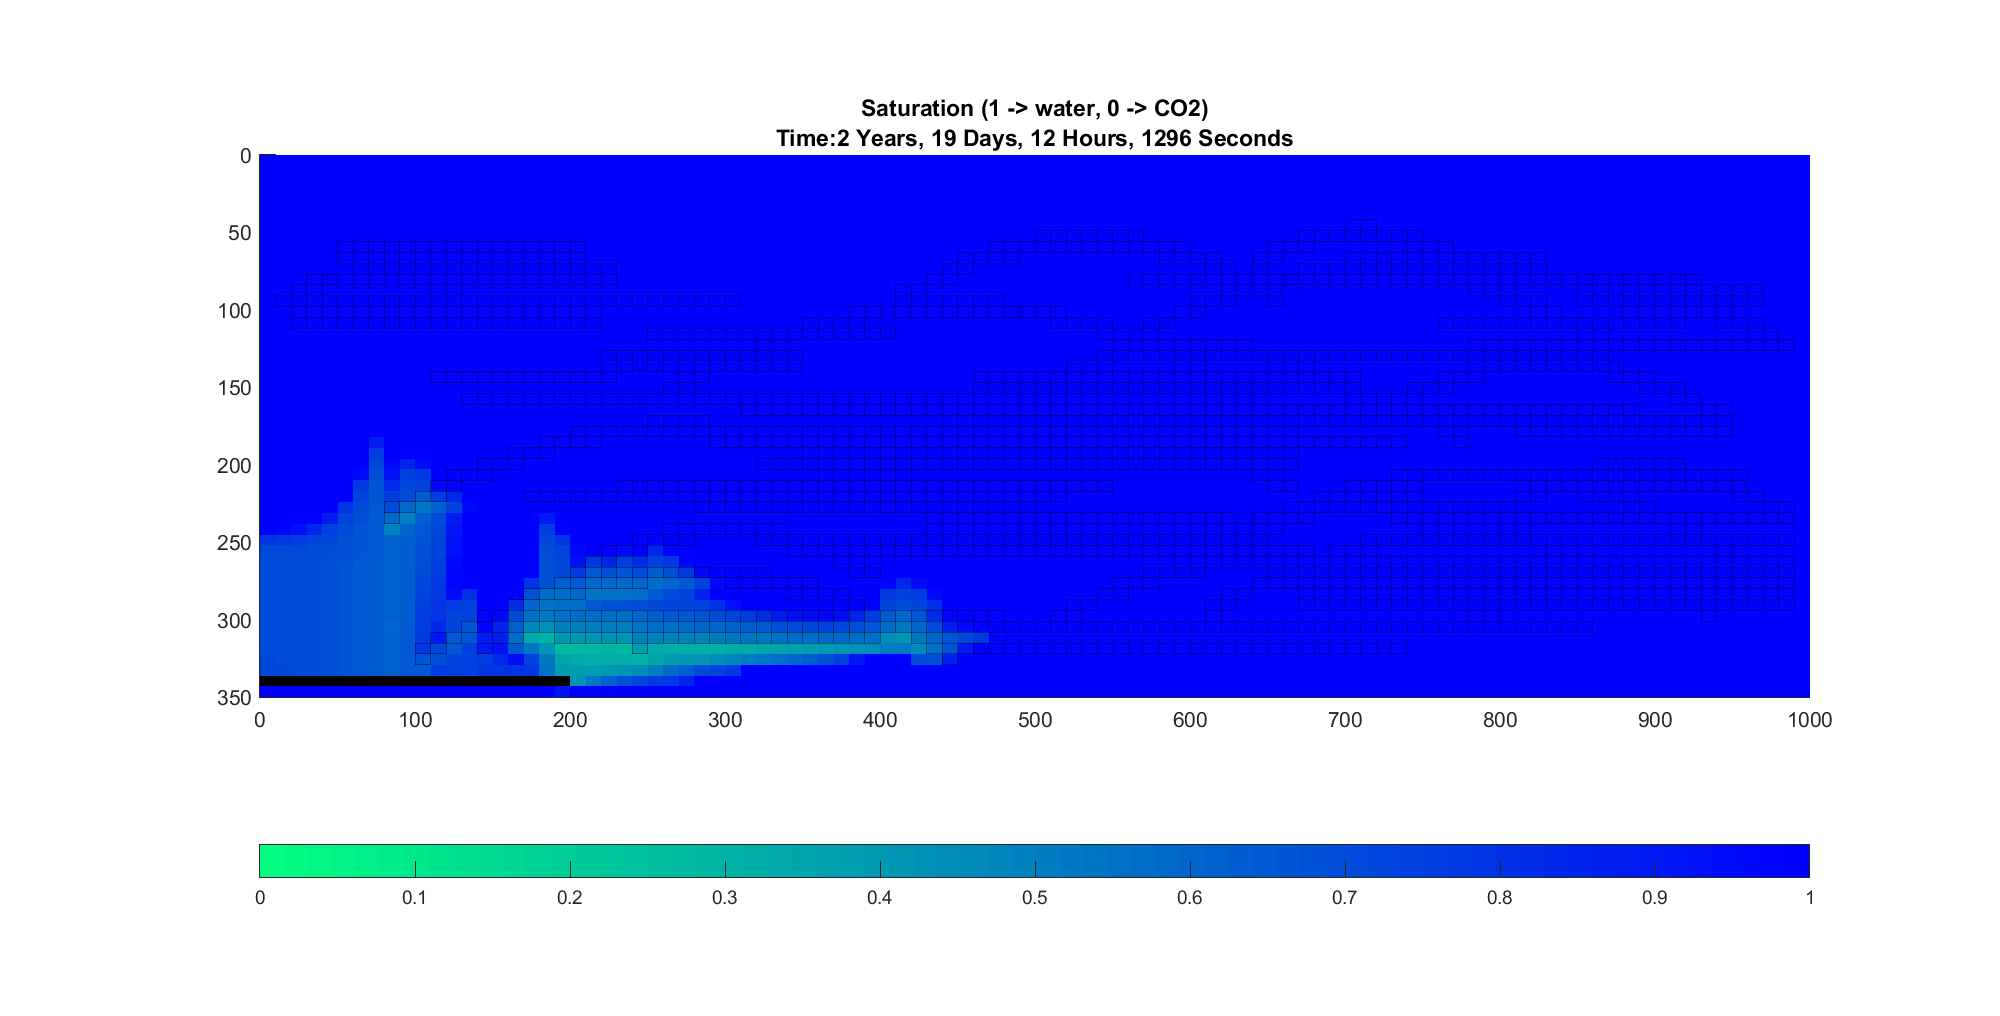 Saturation (1 -> water, 0 -> CO2)
Time:2 Years, 19 Days, 12 Hours, 1296 Seconds
0
50
100
150
200
250
300
350
0 100 200 300 400 500 600 700 800 900 1000
0 0.1 0.2 0.3 0.4 0.5 0.6 0.7 0.8 0.9 1